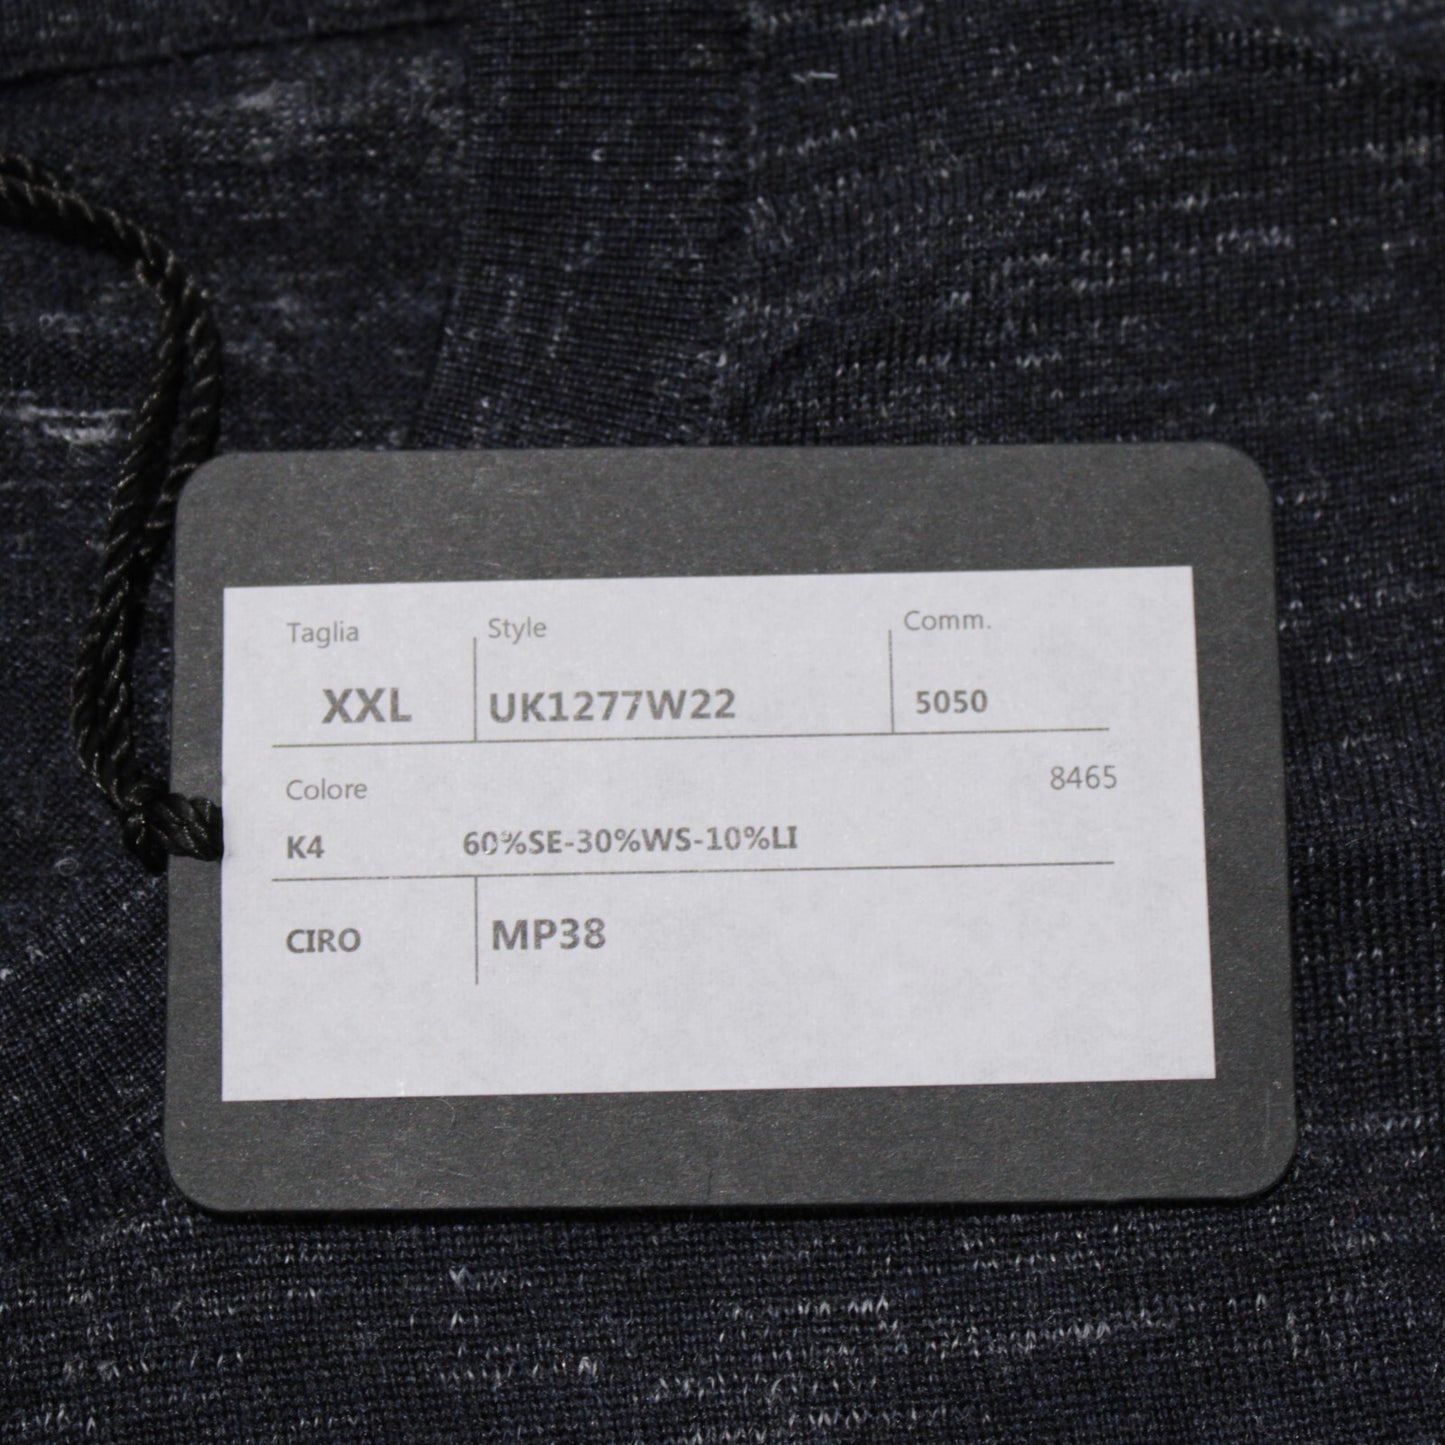 Taglia Style Comm.
XXL UK1277W22 5050
Colore 8465
K4 60%SE-30%WS-10%LI
CIRO MP38